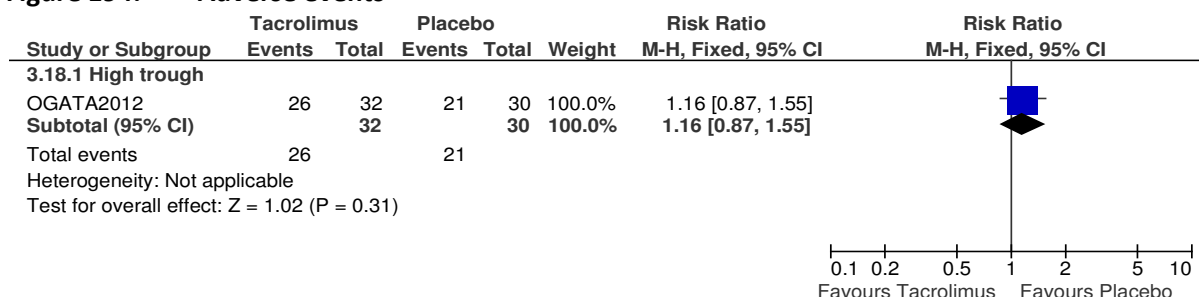 Tacrolimus Placebo Risk Ratio Risk Ratio
Study or Subgroup Events Total Events Total Weight M-H, Fixed, 95% CI M-H, Fixed, 95% CI
3.18.1 High trough
OGATA2012 26 32 21 30 100.0% 1.16 [0.87, 1.55]
Subtotal (95% CI) 32 30 100.0% 1.16 [0.87, 1.55]
Total events 26 21
Heterogeneity: Not applicable
Test for overall effect: Z = 1.02 (P = 0.31)
0.1 0.2 0.5 1 2 5 10
Favours Tacrolimus Favours Placebo